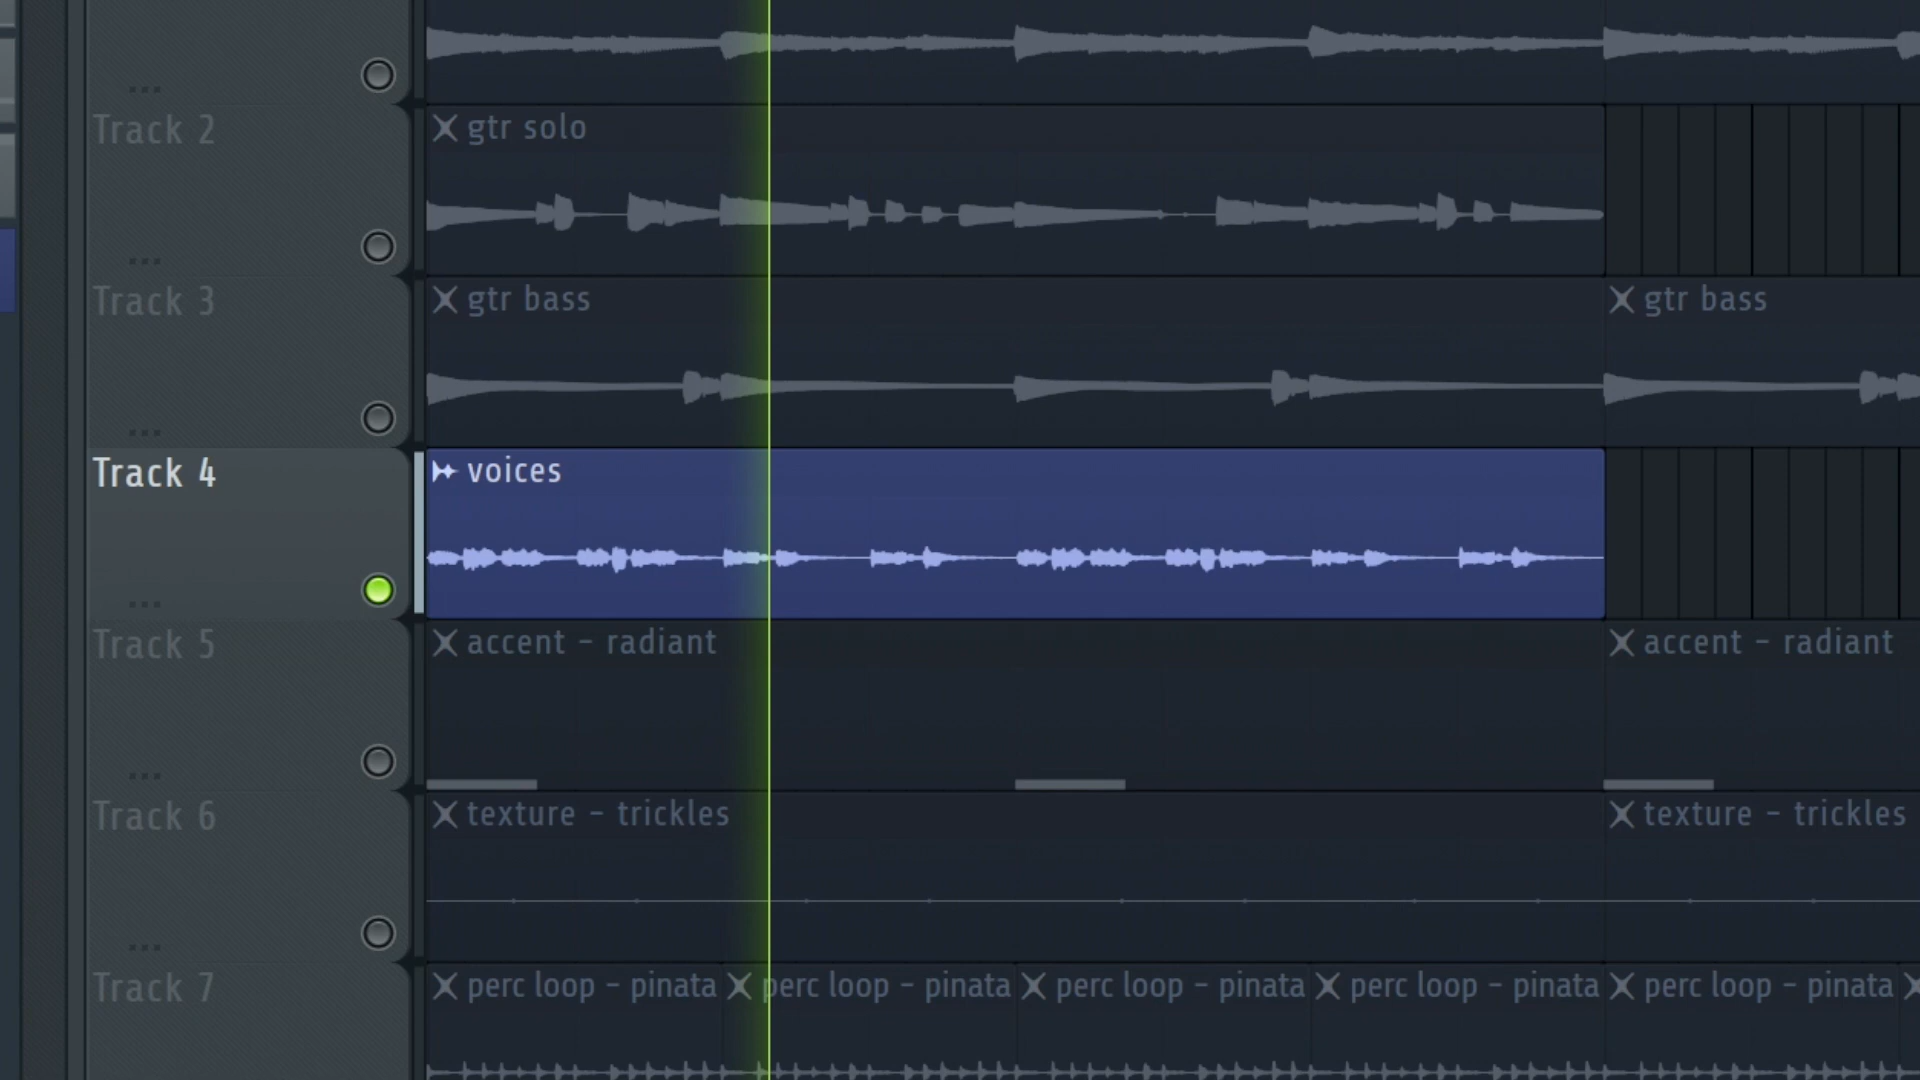 Track 2
gtr solo
Track 3
gtr bass
gtr bass
Track 4
voices
Track 5
accent - radiant
accent - radiant
Track 6
texture - trickles
texture - trickles
Track 7
perc loop - pinata
perc loop - pinata
perc loop - pinata
perc loop - pinata
perc loop - pinata